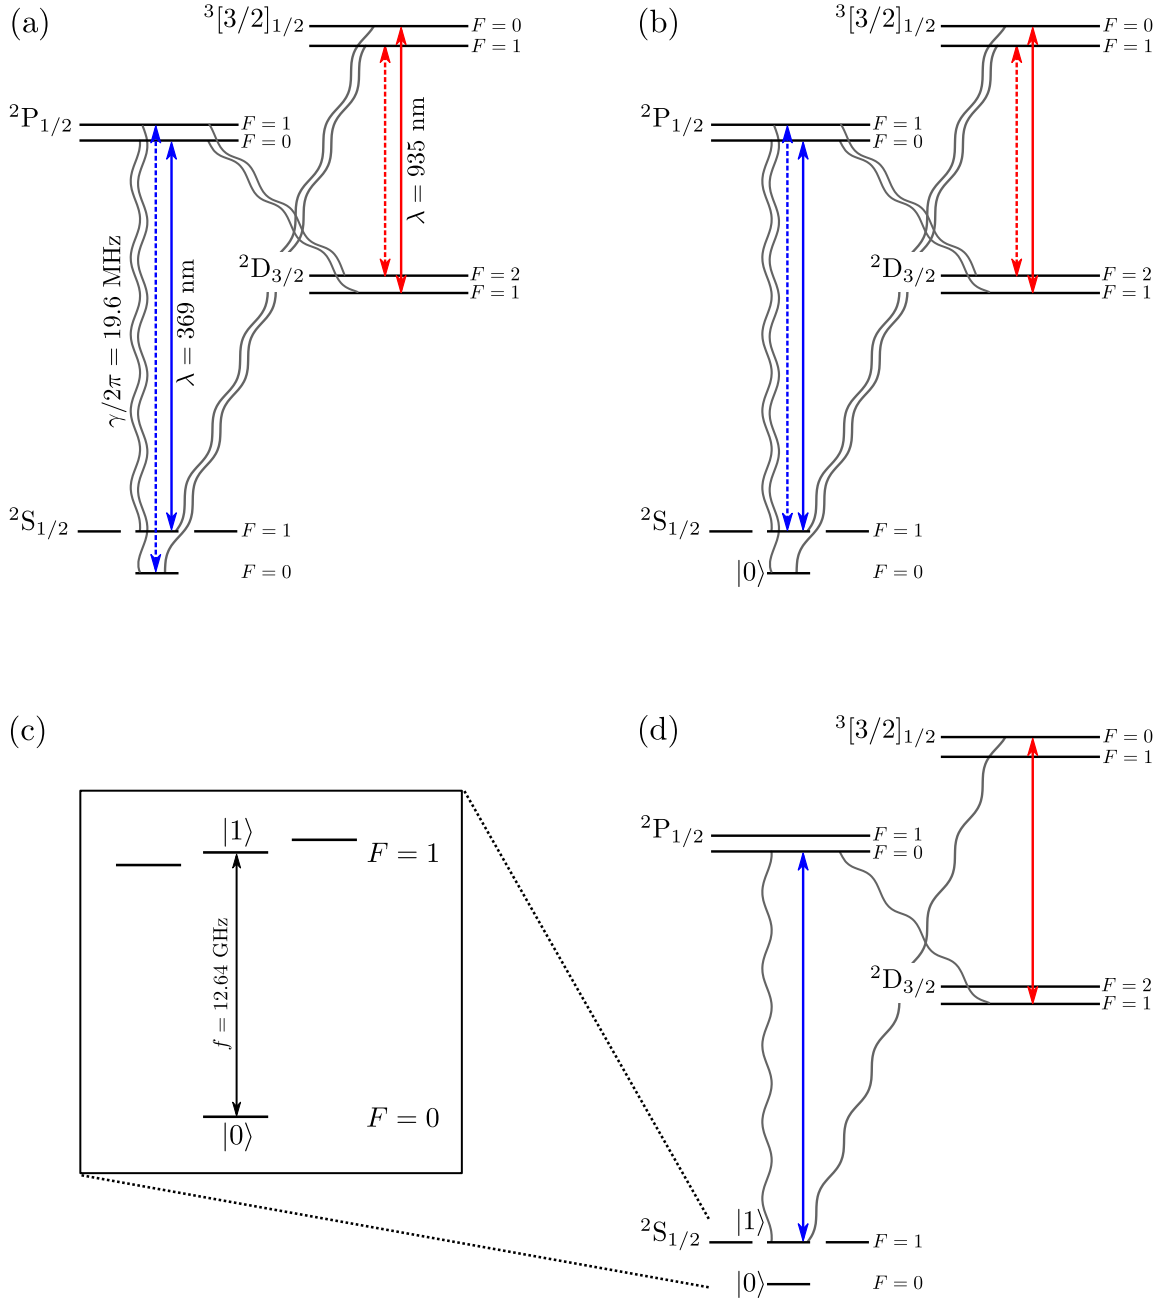 (a)
³[3/2]₁/₂
F = 0
F = 1
²P₁/₂
F = 1
F = 0
λ = 935 nm
γ/2π = 19.6 MHz
λ = 369 nm
²D₃/₂
F = 2
F = 1
²S₁/₂
F = 1
F = 0
(b)
³[3/2]₁/₂
F = 0
F = 1
²P₁/₂
F = 1
F = 0
²D₃/₂
F = 2
F = 1
²S₁/₂
F = 1
|0⟩
F = 0
(c)
|1⟩
F = 1
f = 12.64 GHz
F = 0
|0⟩
(d)
³[3/2]₁/₂
F = 0
F = 1
²P₁/₂
F = 1
F = 0
²D₃/₂
F = 2
F = 1
²S₁/₂
|1⟩
F = 1
|0⟩
F = 0